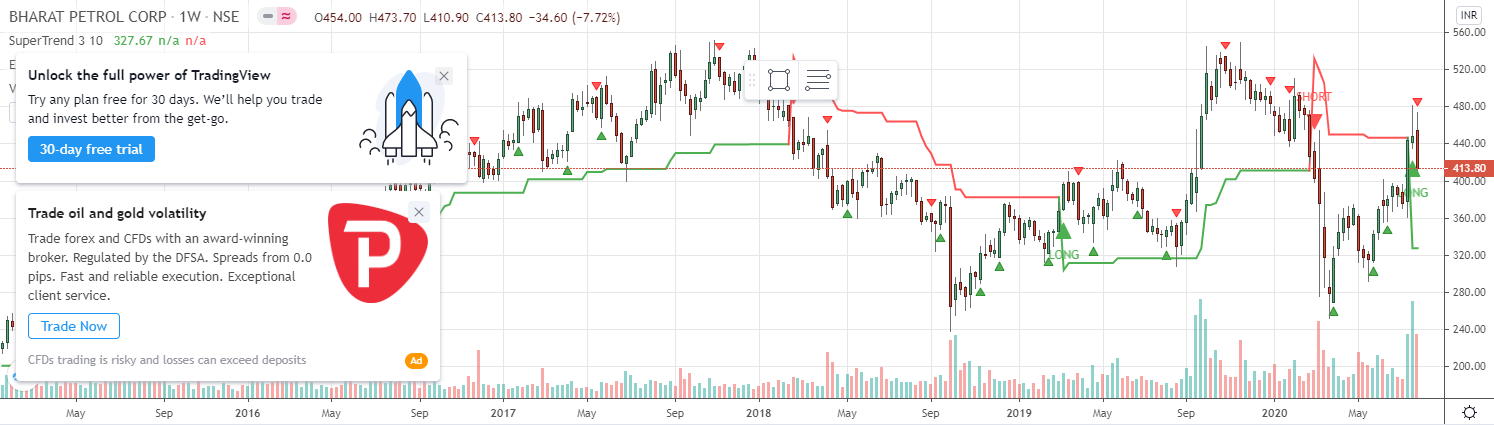 BHARAT PETROL CORP · 1W · NSE
O454.00 H473.70 L410.90 C413.80 −34.60 (−7.72%)
INR
SuperTrend 3 10 327.67 n/a n/a
E
V
Unlock the full power of TradingView
Try any plan free for 30 days. We'll help you trade
and invest better from the get-go.
30-day free trial
Trade oil and gold volatility
Trade forex and CFDs with an award-winning
broker. Regulated by the DFSA. Spreads from 0.0
pips. Fast and reliable execution. Exceptional
client service.
Trade Now
CFDs trading is risky and losses can exceed deposits
Ad
P
SHORT
LONG
ONG
560.00
520.00
480.00
440.00
413.80
400.00
360.00
320.00
280.00
240.00
200.00
May Sep 2016 May Sep 2017 May Sep 2018 May Sep 2019 May Sep 2020 May